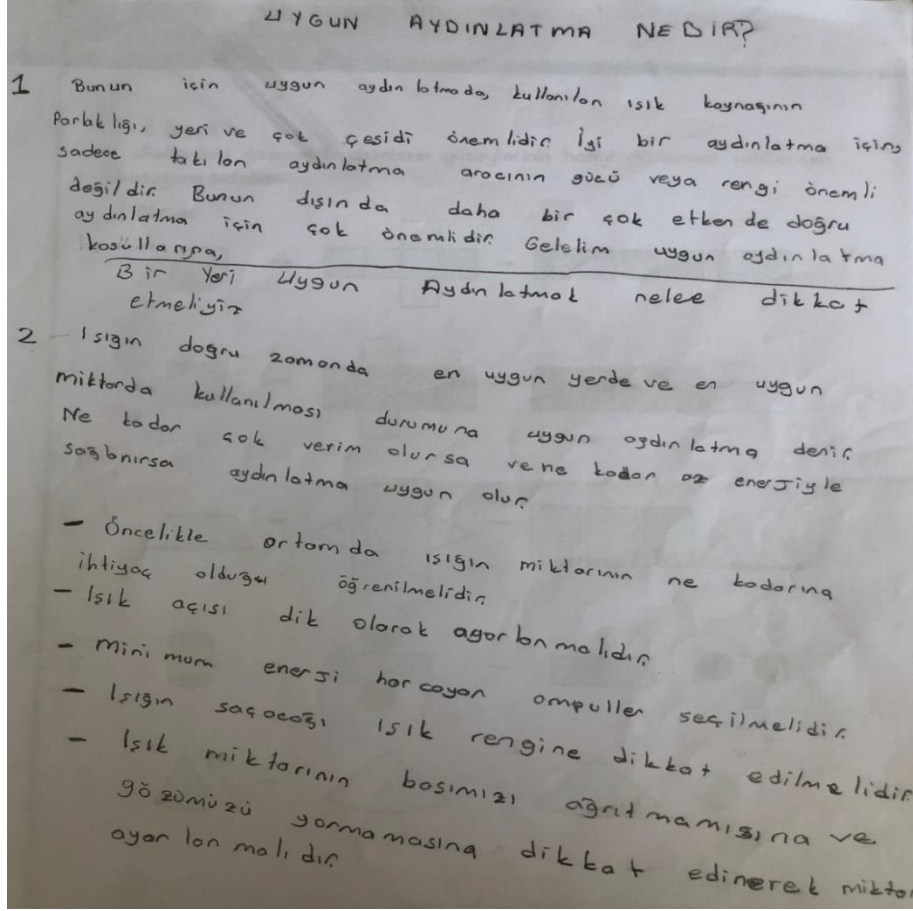 UYGUN AYDINLATMA NEDİR?
1 Bunun için uygun aydınlatmada, kullanılan ışık kaynağının
Parlaklığı, yeri ve çok çeşidi önemlidir. İyi bir aydınlatma için,
sadece takılan aydınlatma aracının gücü veya rengi önemli
değildir. Bunun dışında daha bir çok etken de doğru
aydınlatma için çok önemlidir. Gelelim uygun aydınlatma
koşullarına,
Bir Yeri Uygun Aydınlatmak nelee dikkat
etmeliyiz
2 - Işığın doğru zamanda en uygun yerde ve en uygun
miktarda kullanılması durumuna uygun aydınlatma denir.
Ne kadar çok verim olursa ve ne kadar az enerjiyle
sağlanırsa aydınlatma uygun olur.
- Öncelikle ortamda ışığın miktarının ne kadarına
ihtiyaç olduğu öğrenilmelidir.
- Işık açısı dik olarak agarlanmalıdır.
- Minimum enerji harcayan ampuller seçilmelidir.
- Işığın saçacağı ışık rengine dikkat edilmelidir.
- Işık miktarının başımızı ağrıtmamısına ve
gözümüzü yormamasına dikkat edinerek miktar
ayarlanmalıdır.